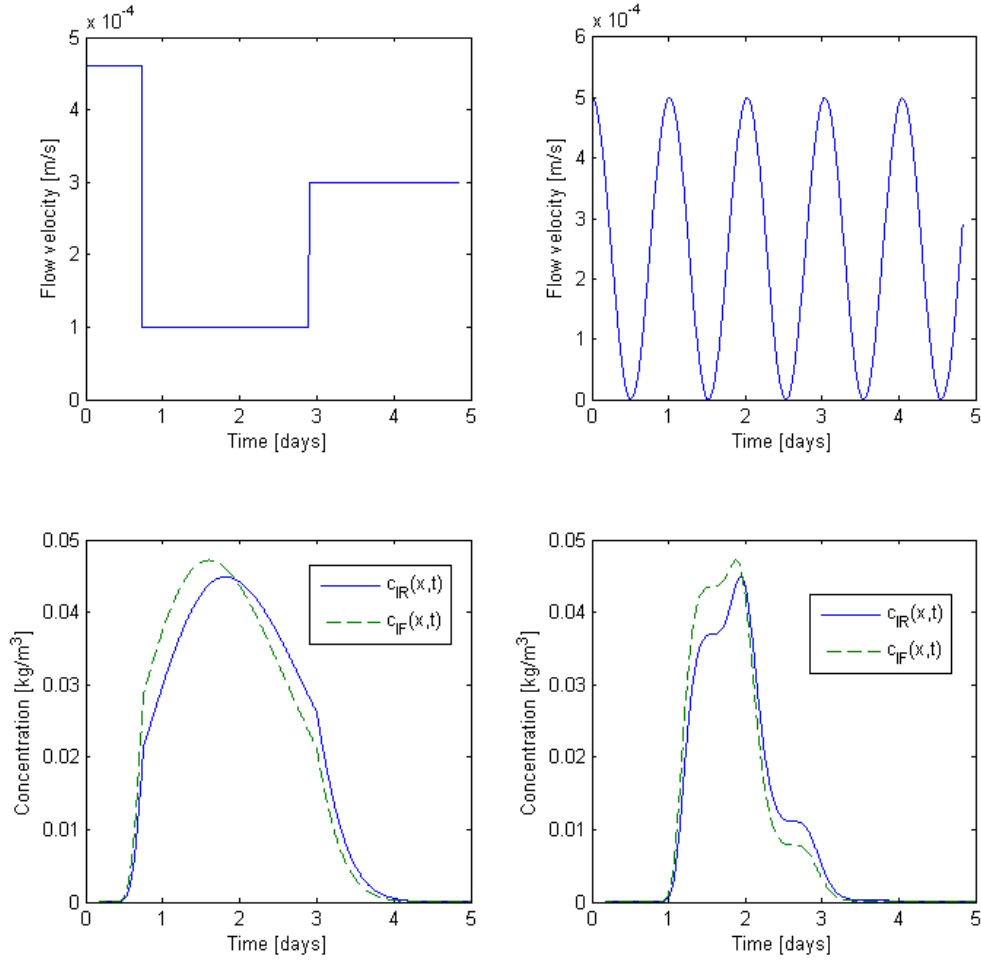 x 10⁻⁴
5
4
3
2
1
0
Flow velocity [m/s]
0 1 2 3 4 5
Time [days]
x 10⁻⁴
6
5
4
3
2
1
0
Flow velocity [m/s]
0 1 2 3 4 5
Time [days]
0.05
0.04
0.03
0.02
0.01
0
Concentration [kg/m³]
c_IR(x,t)
c_IF(x,t)
0 1 2 3 4 5
Time [days]
0.05
0.04
0.03
0.02
0.01
0
Concentration [kg/m³]
c_IR(x,t)
c_IF(x,t)
0 1 2 3 4 5
Time [days]